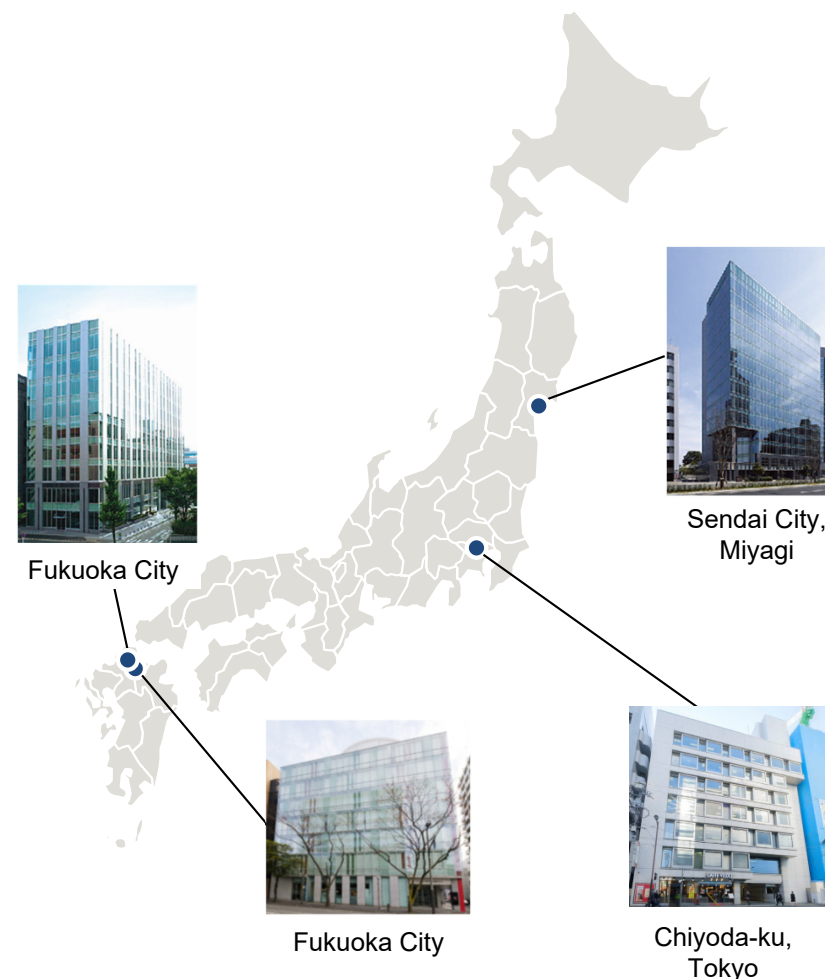 Sendai City,
Miyagi
Fukuoka City
Fukuoka City
Chiyoda-ku,
Tokyo